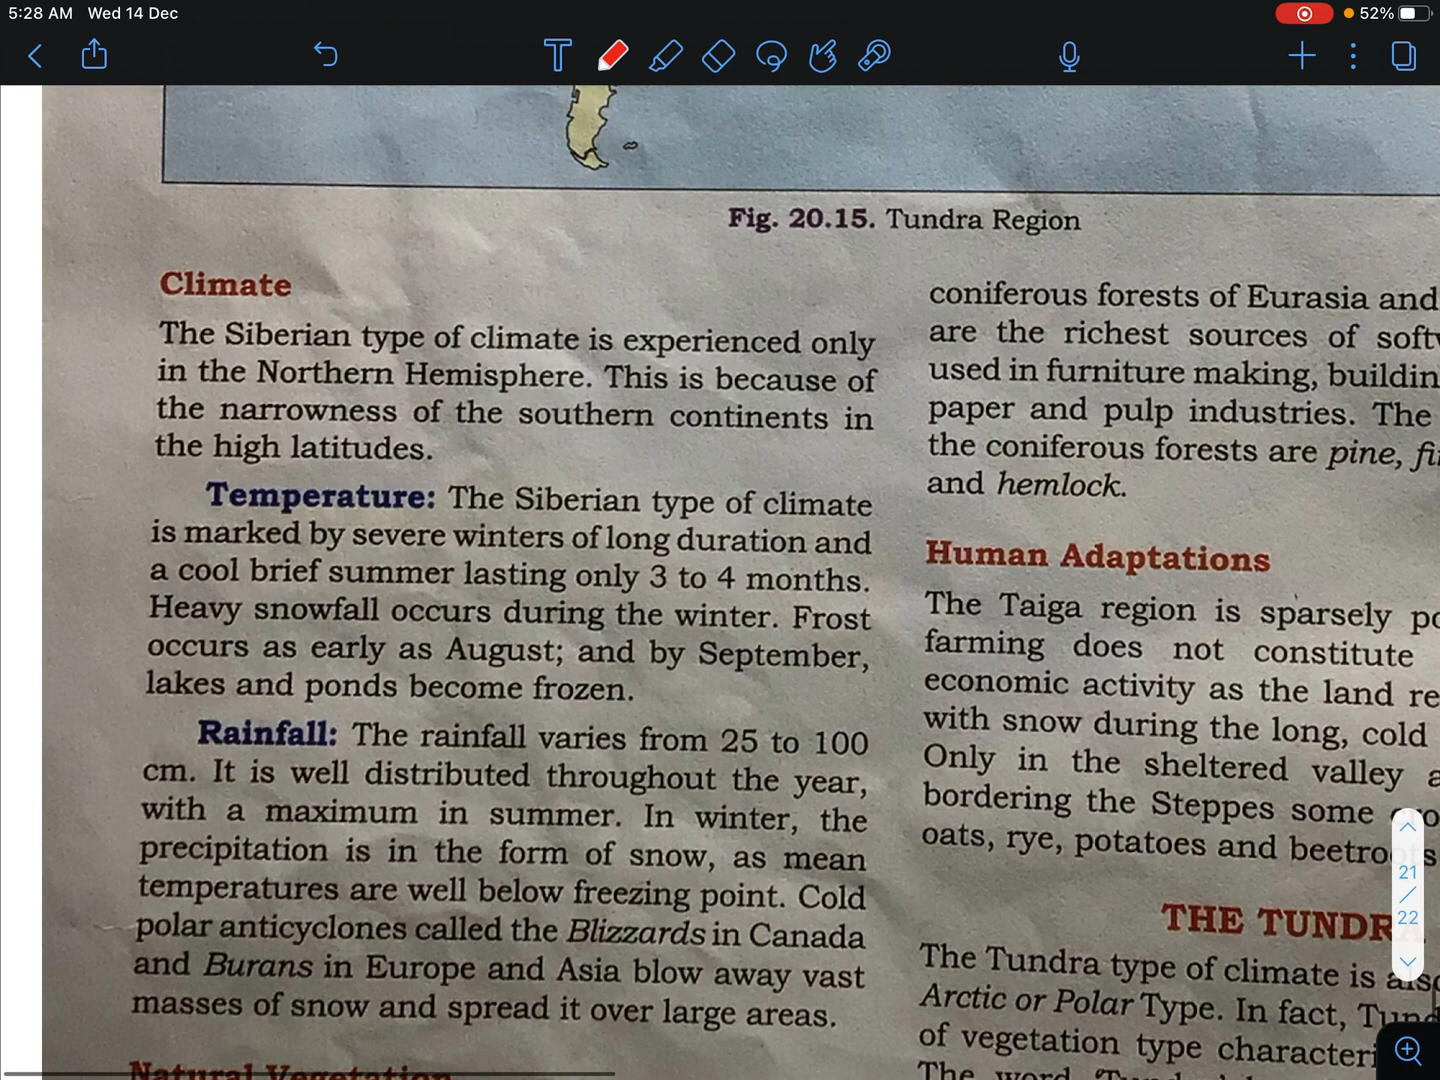 5:28 AM Wed 14 Dec
52%
Fig. 20.15. Tundra Region
Climate
The Siberian type of climate is experienced only
in the Northern Hemisphere. This is because of
the narrowness of the southern continents in
the high latitudes.
Temperature: The Siberian type of climate
is marked by severe winters of long duration and
a cool brief summer lasting only 3 to 4 months.
Heavy snowfall occurs during the winter. Frost
occurs as early as August; and by September,
lakes and ponds become frozen.
Rainfall: The rainfall varies from 25 to 100
cm. It is well distributed throughout the year,
with a maximum in summer. In winter, the
precipitation is in the form of snow, as mean
temperatures are well below freezing point. Cold
polar anticyclones called the Blizzards in Canada
and Burans in Europe and Asia blow away vast
masses of snow and spread it over large areas.
Natural Vegetation
coniferous forests of Eurasia and
are the richest sources of
used in furniture making,
paper and pulp industries. The
the coniferous forests are pine,
and hemlock.
Human Adaptations
The Taiga region is sparsely
farming does not constitute
economic activity as the land
with snow during the long, cold
Only in the sheltered valley
bordering the Steppes some
oats, rye, potatoes and
THE
The Tundra type of climate is
Arctic or Polar Type. In fact,
of vegetation type
The word
21
/
22